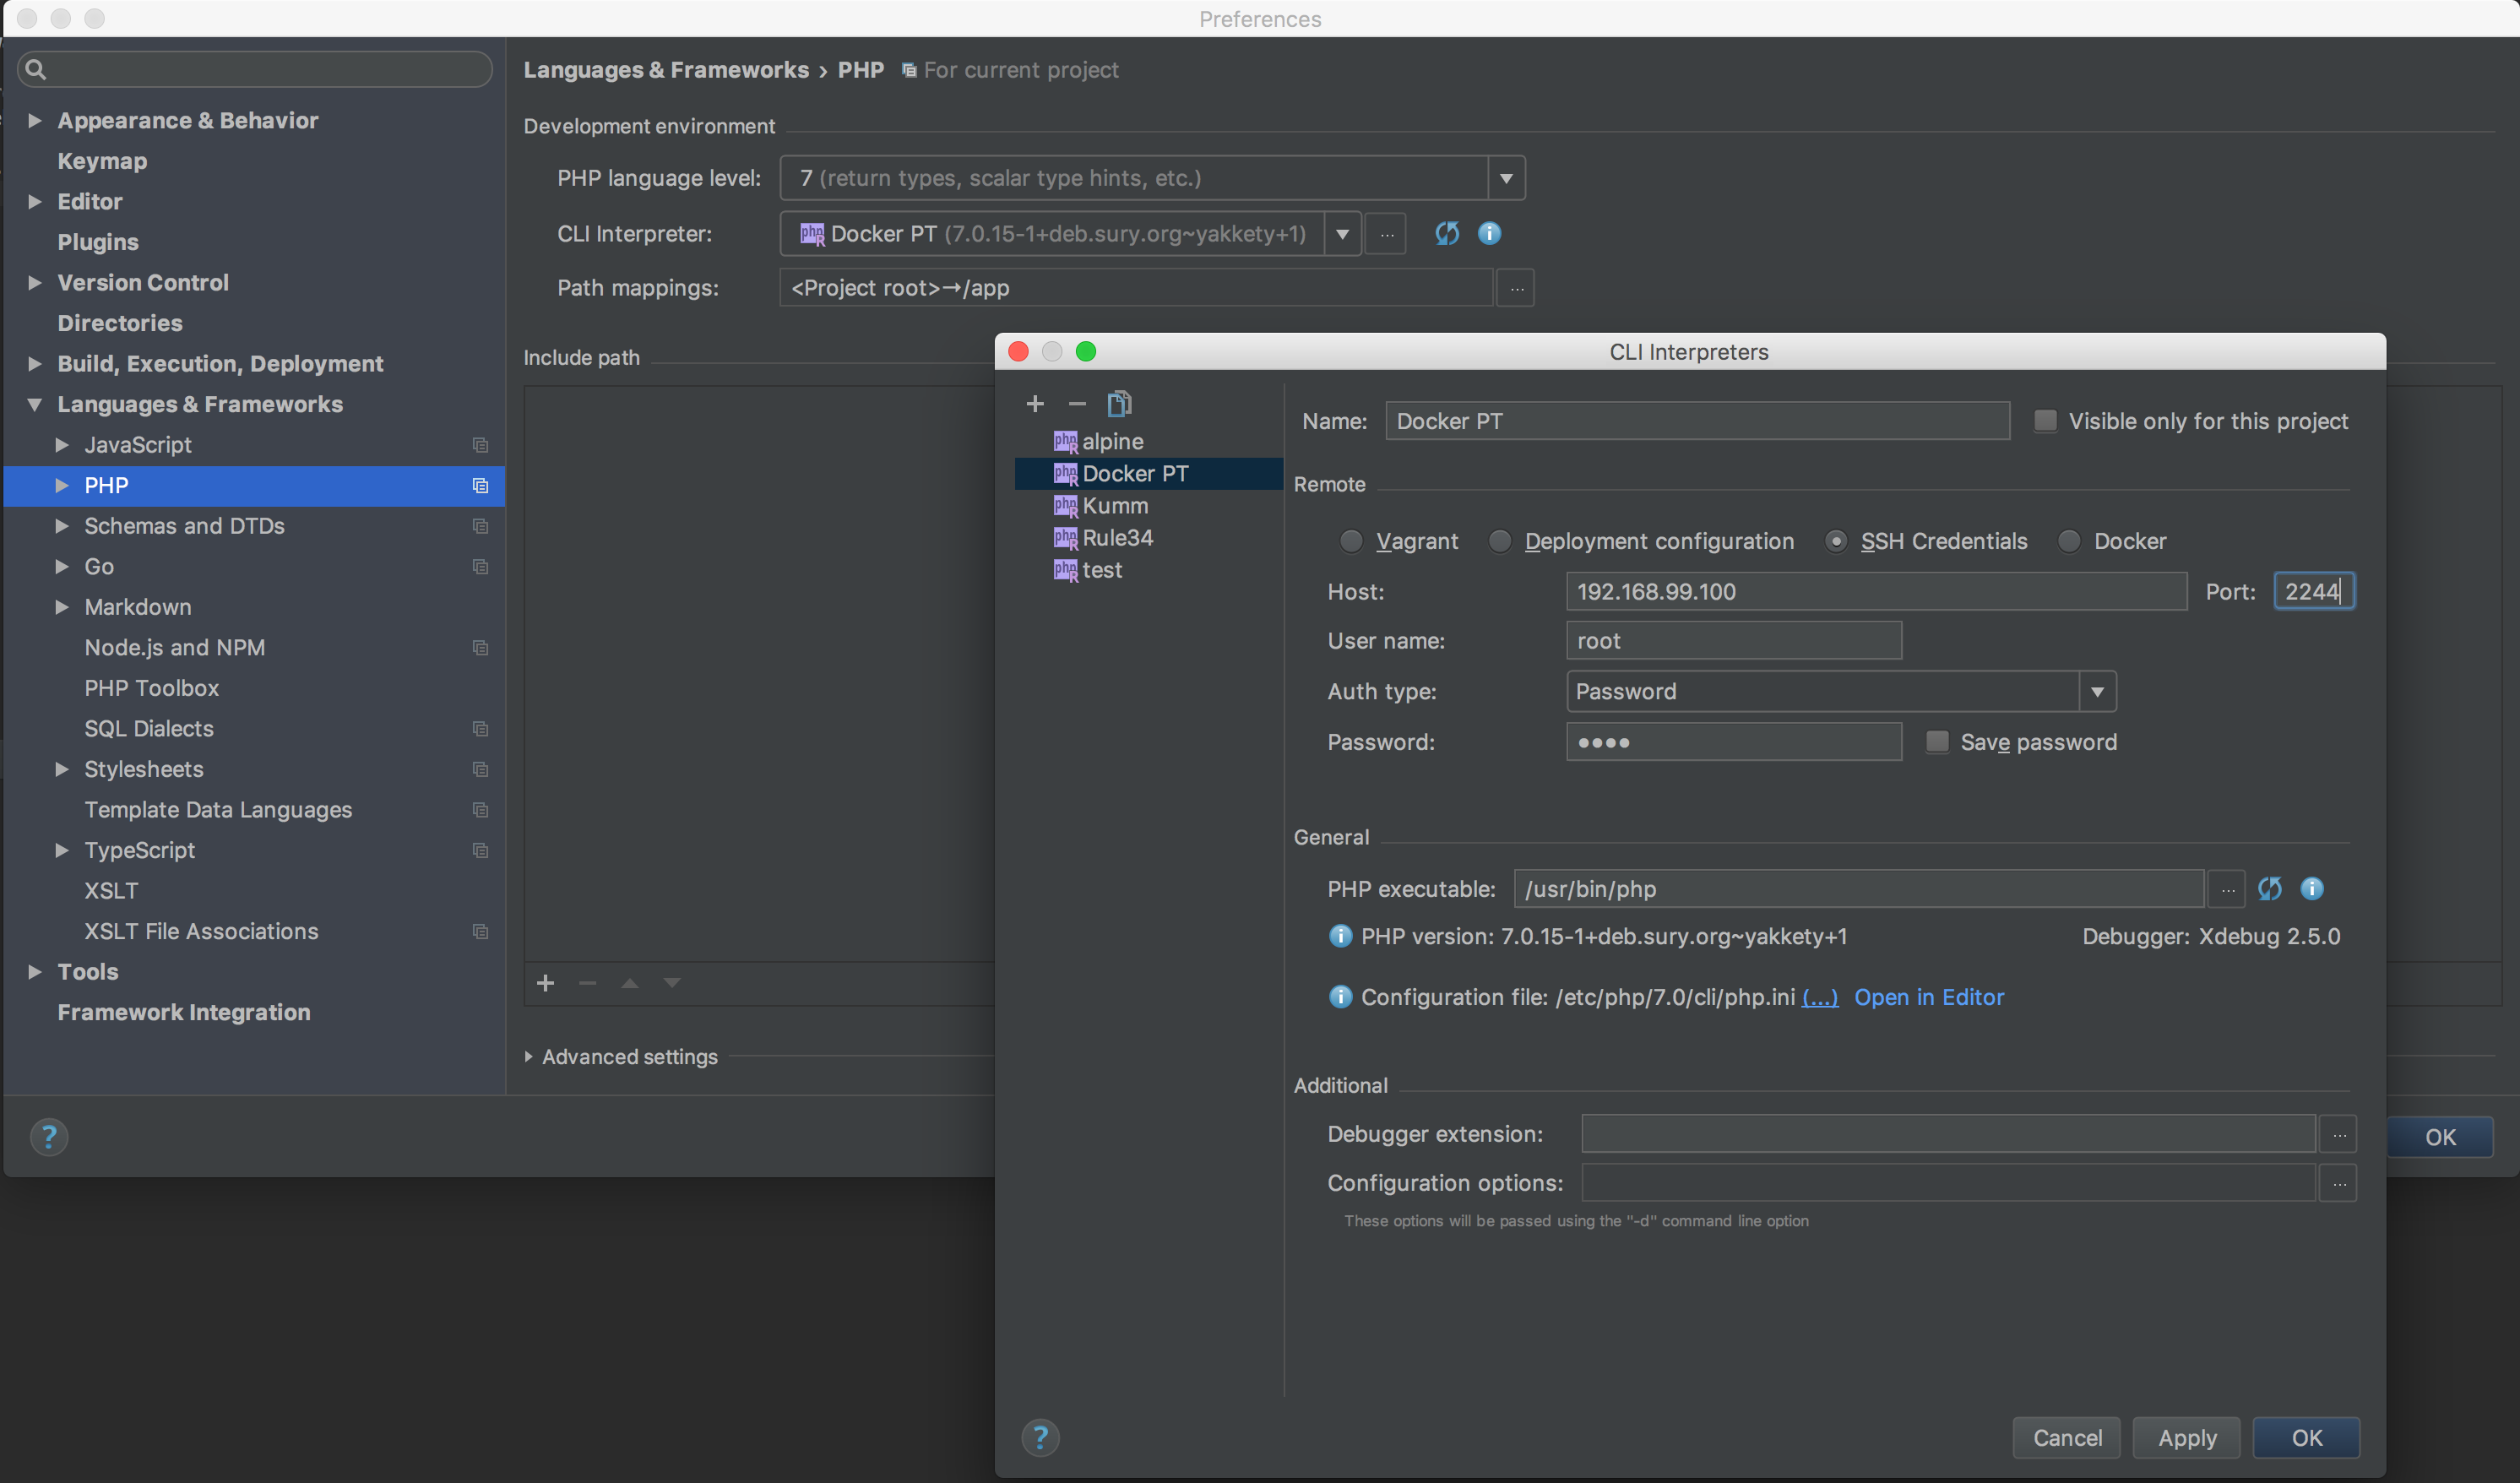 Preferences
Languages & Frameworks › PHP For current project
Appearance & Behavior
Keymap
Editor
Plugins
Version Control
Directories
Build, Execution, Deployment
Languages & Frameworks
JavaScript
PHP
Schemas and DTDs
Go
Markdown
Node.js and NPM
PHP Toolbox
SQL Dialects
Stylesheets
Template Data Languages
TypeScript
XSLT
XSLT File Associations
Tools
Framework Integration
?
Development environment
PHP language level: 7 (return types, scalar type hints, etc.)
CLI Interpreter: Docker PT (7.0.15-1+deb.sury.org~yakkety+1) ...
Path mappings: <Project root>→/app ...
Include path
Advanced settings
OK
CLI Interpreters
alpine
Docker PT
Kumm
Rule34
test
Name: Docker PT Visible only for this project
Remote
Vagrant Deployment configuration SSH Credentials Docker
Host: 192.168.99.100 Port: 2244
User name: root
Auth type: Password
Password: •••• Save password
General
PHP executable: /usr/bin/php ...
PHP version: 7.0.15-1+deb.sury.org~yakkety+1 Debugger: Xdebug 2.5.0
Configuration file: /etc/php/7.0/cli/php.ini (...) Open in Editor
Additional
Debugger extension: ...
Configuration options: ...
These options will be passed using the "-d" command line option
? Cancel Apply OK